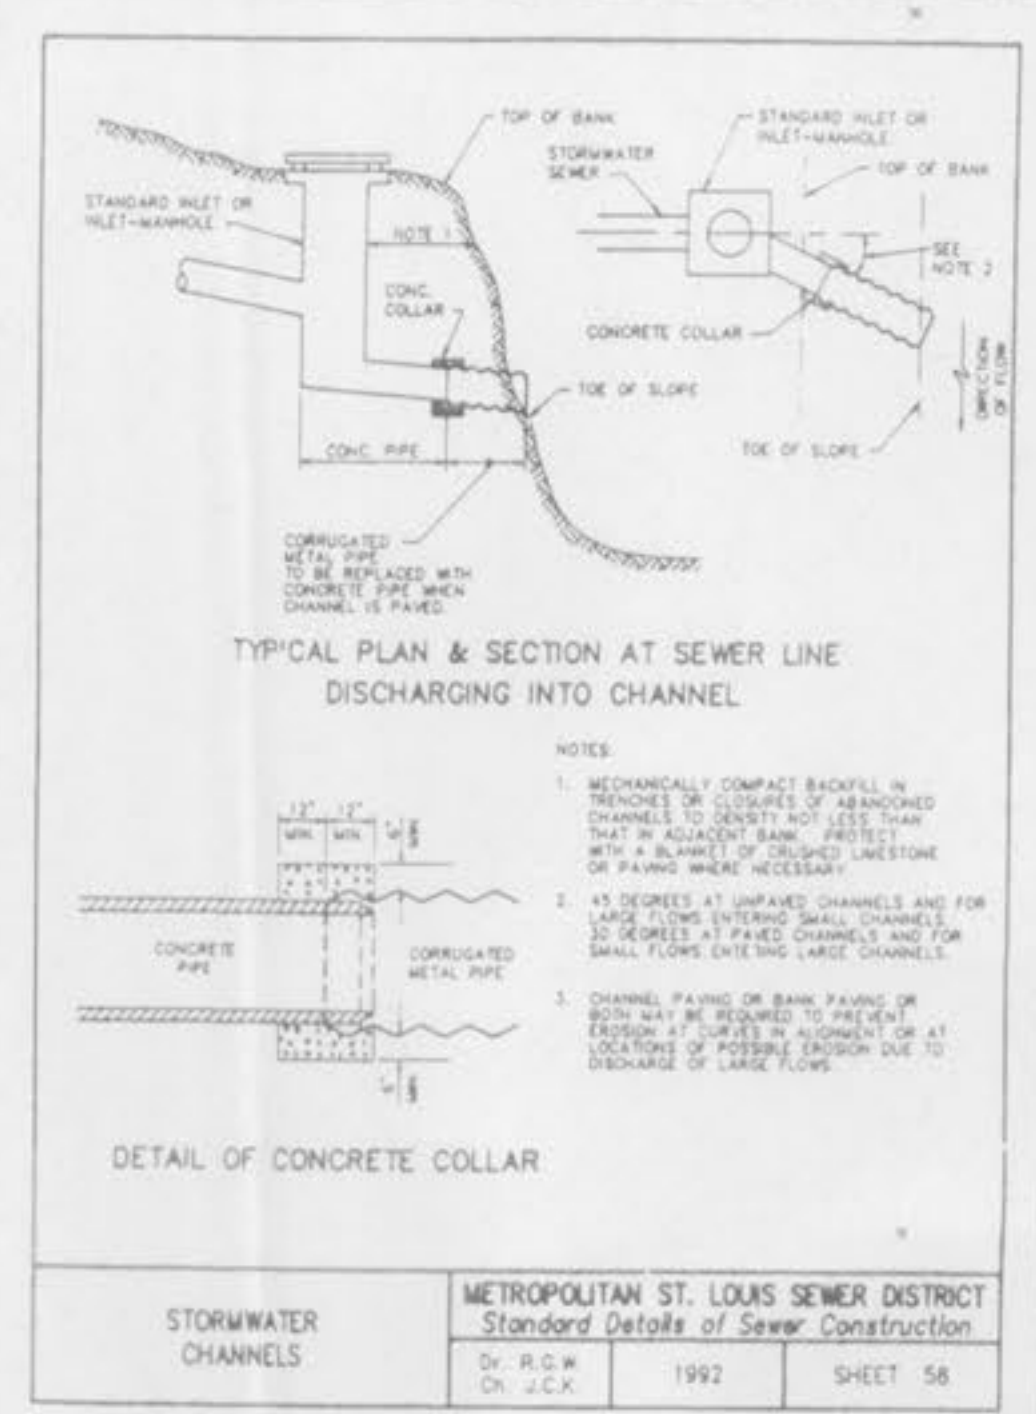 TOP OF BANK
STANDARD INLET OR
INLET-MANHOLE
STORMWATER
SEWER
TOP OF BANK
STANDARD INLET OR
INLET-MANHOLE
NOTE 1
SEE
NOTE 2
CONC.
COLLAR
CONCRETE COLLAR
TOE OF SLOPE
DIRECTION
OF FLOW
CONC. PIPE
TOE OF SLOPE
CORRUGATED
METAL PIPE
TO BE REPLACED WITH
CONCRETE PIPE WHEN
CHANNEL IS PAVED.
TYPICAL PLAN & SECTION AT SEWER LINE
DISCHARGING INTO CHANNEL
NOTES:
1. MECHANICALLY COMPACT BACKFILL IN
TRENCHES OR CLOSURES OF ABANDONED
CHANNELS TO DENSITY NOT LESS THAN
THAT IN ADJACENT BANK. PROTECT
WITH A BLANKET OF CRUSHED LIMESTONE
OR PAVING WHERE NECESSARY.
2. 45 DEGREES AT UNPAVED CHANNELS AND FOR
LARGE FLOWS ENTERING SMALL CHANNELS.
30 DEGREES AT PAVED CHANNELS AND FOR
SMALL FLOWS ENTERING LARGE CHANNELS.
3. CHANNEL PAVING OR BANK PAVING OR
BOTH MAY BE REQUIRED TO PREVENT
EROSION AT CURVES IN ALIGNMENT OR AT
LOCATIONS OF POSSIBLE EROSION DUE TO
DISCHARGE OF LARGE FLOWS.
12" 12"
MIN. MIN.
6"
MIN.
CONCRETE
PIPE
CORRUGATED
METAL PIPE
6"
MIN.
DETAIL OF CONCRETE COLLAR
STORMWATER
CHANNELS
METROPOLITAN ST. LOUIS SEWER DISTRICT
Standard Details of Sewer Construction
Dr. R.G.W.
Ch. J.C.K.
1992
SHEET 58